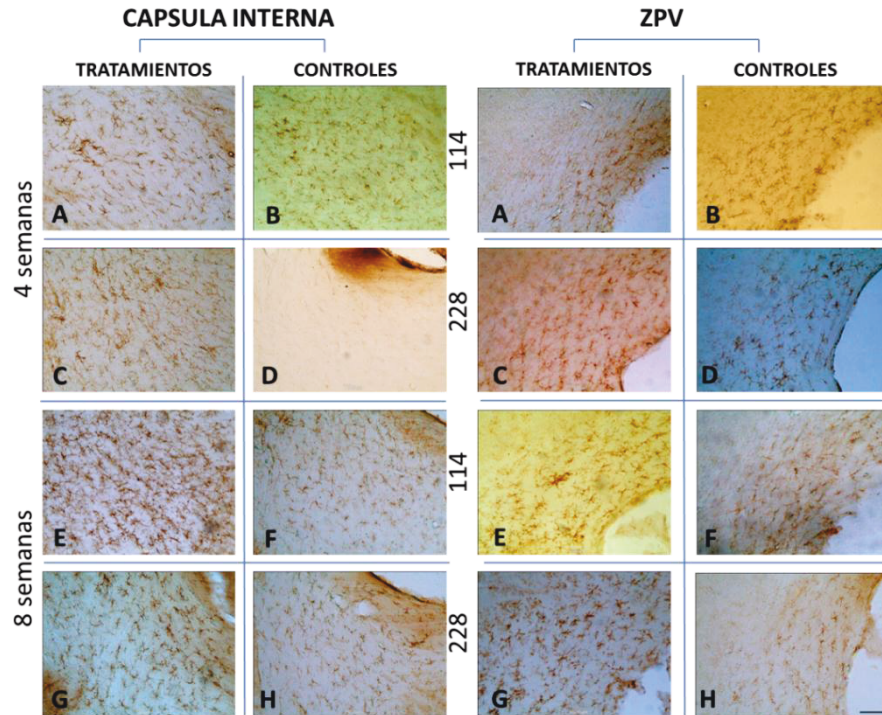 CAPSULA INTERNA
ZPV
TRATAMIENTOS
CONTROLES
TRATAMIENTOS
CONTROLES
4 semanas
A
B
114
A
B
C
D
228
C
D
8 semanas
E
F
114
E
F
G
H
228
G
H